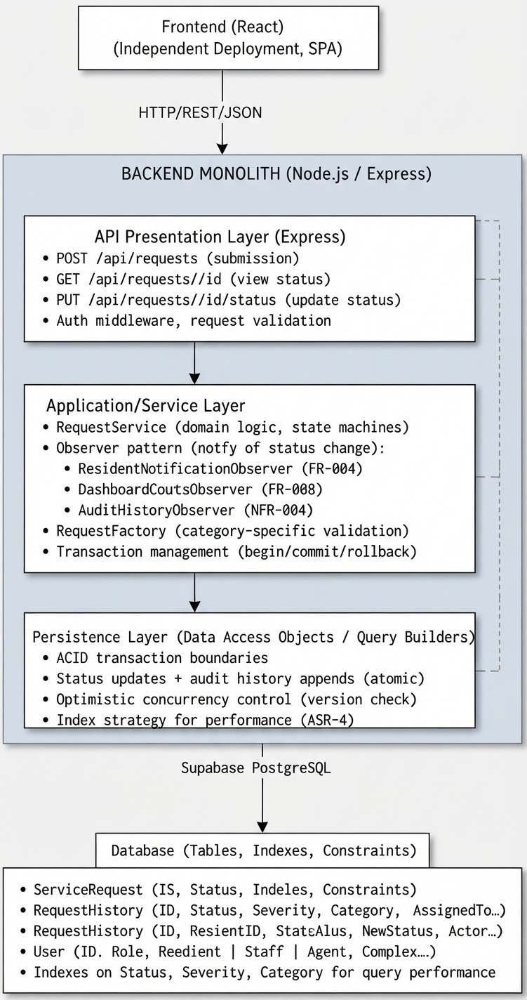 Frontend (React)
(Independent Deployment, SPA)
HTTP/REST/JSON
BACKEND MONOLITH (Node.js / Express)
API Presentation Layer (Express)
• POST /api/requests (submission)
• GET /api/requests//id (view status)
• PUT /api/requests//id/status (update status)
• Auth middleware, request validation
Application/Service Layer
• RequestService (domain logic, state machines)
• Observer pattern (notfy of status change):
• ResidentNotificationObserver (FR-004)
• DashboardCoutsObserver (FR-008)
• AuditHistoryObserver (NFR-004)
• RequestFactory (category-specific validation)
• Transaction management (begin/commit/rollback)
Persistence Layer (Data Access Objects / Query Builders)
• ACID transaction boundaries
• Status updates + audit history appends (atomic)
• Optimistic concurrency control (version check)
• Index strategy for performance (ASR-4)
Supabase PostgreSQL
Database (Tables, Indexes, Constraints)
• ServiceRequest (IS, Status, Indeles, Constraints)
• RequestHistory (ID, Status, Severity, Category, AssignedTo…)
• RequestHistory (ID, ResientID, StatɛAlus, NewStatus, Actor…)
• User (ID. Role, Reedient | Staff | Agent, Complex….)
• Indexes on Status, Severity, Category for query performance